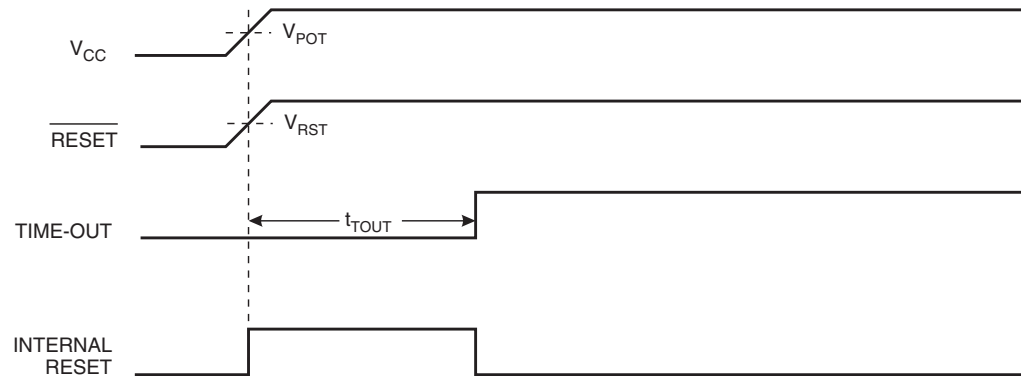 V_CC
V_POT
RESET
V_RST
TIME-OUT
t_TOUT
INTERNAL
RESET